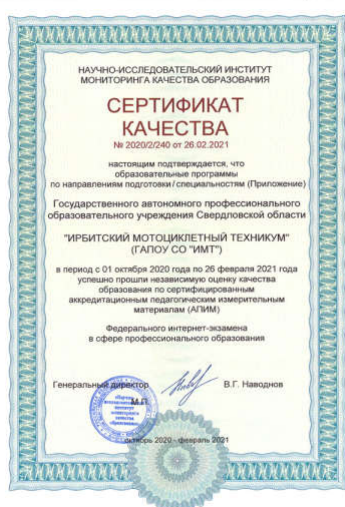 НАУЧНО-ИССЛЕДОВАТЕЛЬСКИЙ ИНСТИТУТ
МОНИТОРИНГА КАЧЕСТВА ОБРАЗОВАНИЯ
СЕРТИФИКАТ
КАЧЕСТВА
№ 2020/2/240 от 26.02.2021
настоящим подтверждается, что
образовательные программы
по направлениям подготовки/специальностям (Приложение)
Государственного автономного профессионального
образовательного учреждения Свердловской области
"ИРБИТСКИЙ МОТОЦИКЛЕТНЫЙ ТЕХНИКУМ"
(ГАПОУ СО "ИМТ")
в период с 01 октября 2020 года по 26 февраля 2021 года
успешно прошли независимую оценку качества
образования по сертифицированным
аккредитационным педагогическим измерительным
материалам (АПИМ)
Федерального интернет-экзамена
в сфере профессионального образования
Генеральный директор В.Г. Наводнов
М.П.
октябрь 2020 - февраль 2021